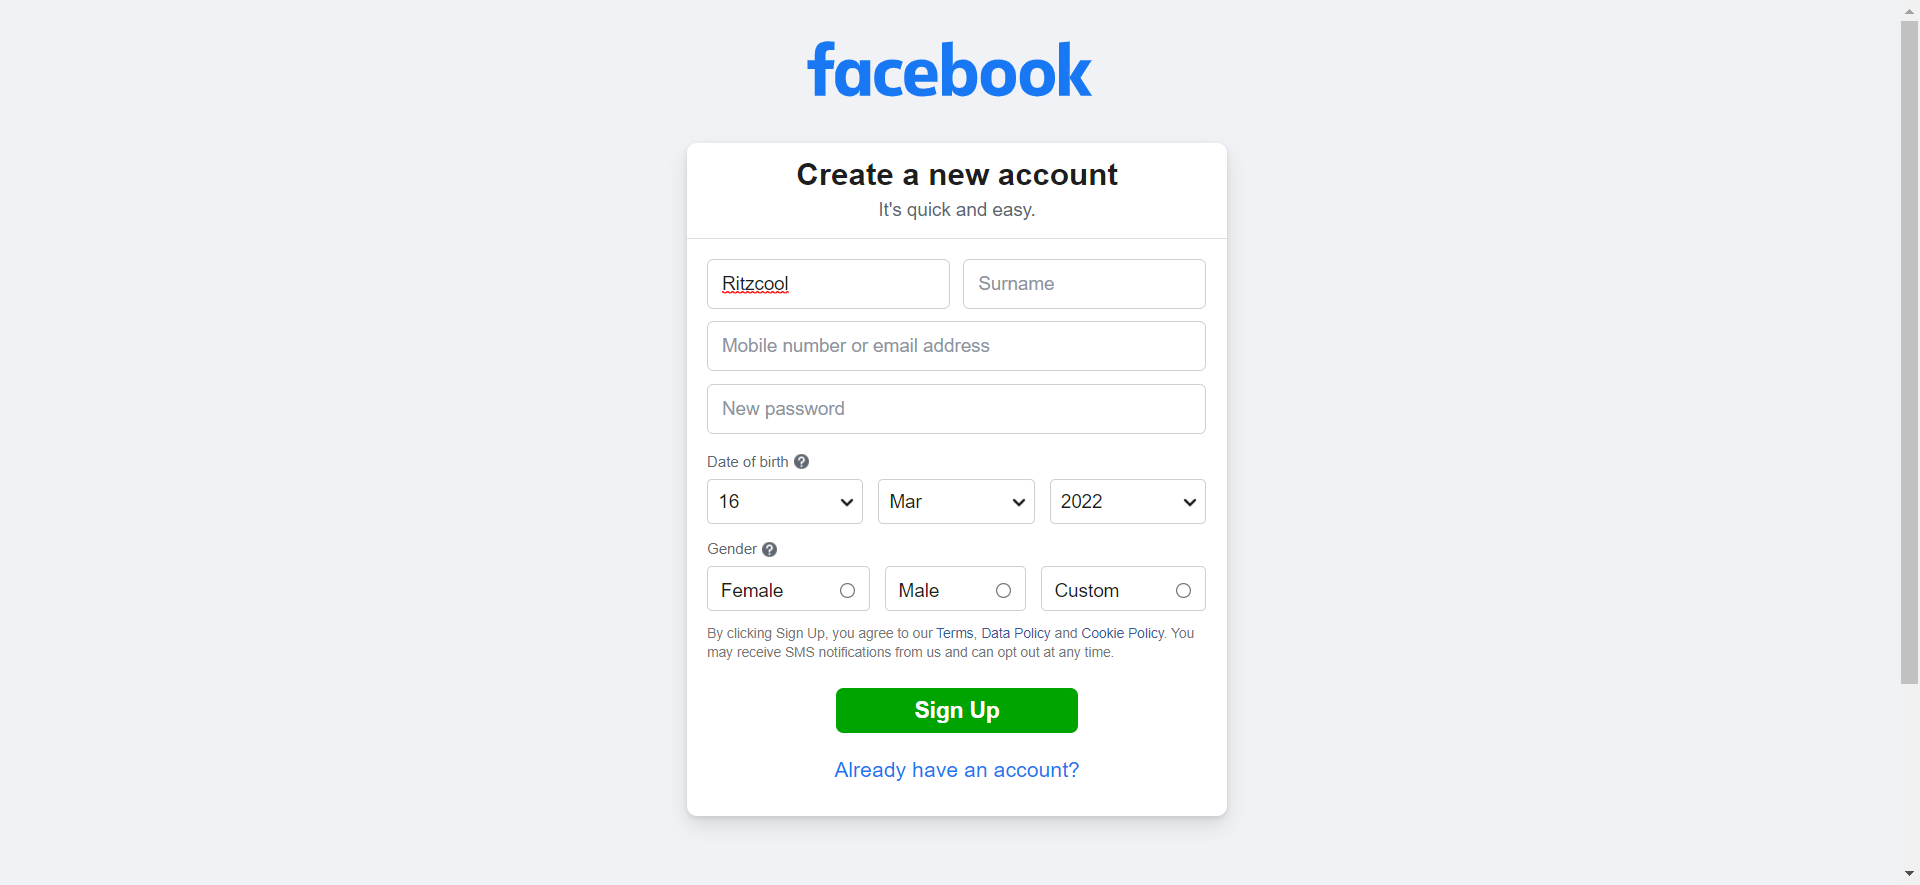 facebook
Create a new account
It's quick and easy.
Ritzcool Surname
Mobile number or email address
New password
Date of birth ?
16 Mar 2022
Gender ?
Female Male Custom
By clicking Sign Up, you agree to our Terms, Data Policy and Cookie Policy. You
may receive SMS notifications from us and can opt out at any time.
Sign Up
Already have an account?